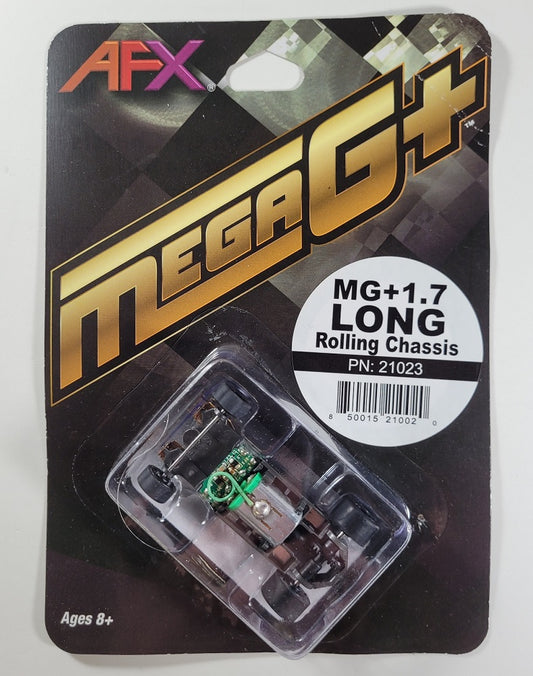 AFX®
MEGA G+™
MG+1.7
LONG
Rolling Chassis
PN: 21023
8 50015 21002 0
Ages 8+